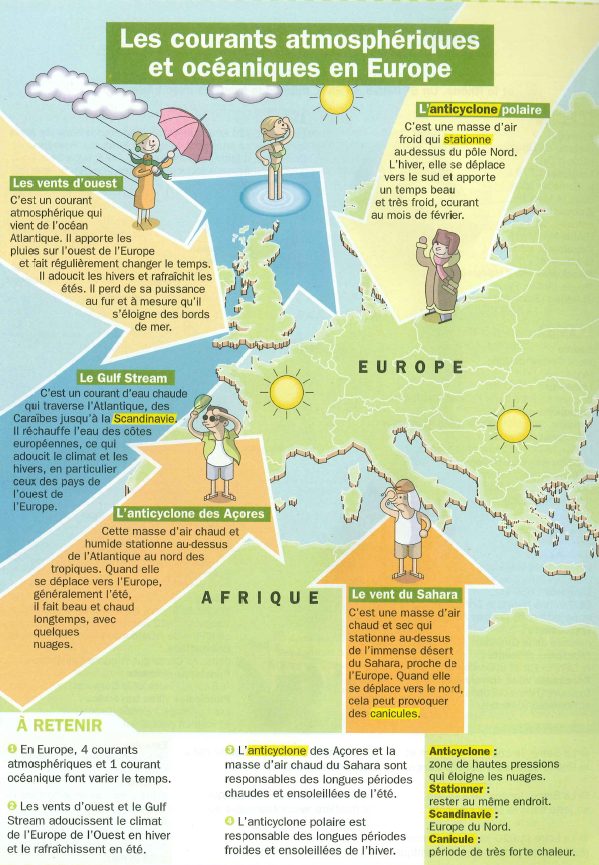 Les courants atmosphériques
et océaniques en Europe
L'anticyclone polaire
C'est une masse d'air
froid qui stationne
au-dessus du pôle Nord.
L'hiver, elle se déplace
vers le sud et apporte
un temps beau
et très froid, courant
au mois de février.
Les vents d'ouest
C'est un courant
atmosphérique qui
vient de l'océan
Atlantique. Il apporte les
pluies sur l'ouest de l'Europe
et fait régulièrement changer le temps.
Il adoucit les hivers et rafraîchit les
étés. Il perd de sa puissance
au fur et à mesure qu'il
s'éloigne des bords
de mer.
EUROPE
Le Gulf Stream
C'est un courant d'eau chaude
qui traverse l'Atlantique, des
Caraïbes jusqu'à la Scandinavie.
Il réchauffe l'eau des côtes
européennes, ce qui
adoucit le climat et les
hivers, en particulier
ceux des pays de
l'ouest de
l'Europe.
L'anticyclone des Açores
Cette masse d'air chaud et
humide stationne au-dessus
de l'Atlantique au nord des
tropiques. Quand elle
se déplace vers l'Europe,
généralement l'été,
il fait beau et chaud
longtemps, avec
quelques
nuages.
AFRIQUE
Le vent du Sahara
C'est une masse d'air
chaud et sec qui
stationne au-dessus
de l'immense désert
du Sahara, proche de
l'Europe. Quand elle
se déplace vers le nord,
cela peut provoquer
des canicules.
À RETENIR
1 En Europe, 4 courants
atmosphériques et 1 courant
océanique font varier le temps.
2 Les vents d'ouest et le Gulf
Stream adoucissent le climat
de l'Europe de l'Ouest en hiver
et le rafraîchissent en été.
3 L'anticyclone des Açores et la
masse d'air chaud du Sahara sont
responsables des longues périodes
chaudes et ensoleillées de l'été.
4 L'anticyclone polaire est
responsable des longues périodes
froides et ensoleillées de l'hiver.
Anticyclone :
zone de hautes pressions
qui éloigne les nuages.
Stationner :
rester au même endroit.
Scandinavie :
Europe du Nord.
Canicule :
période de très forte chaleur.